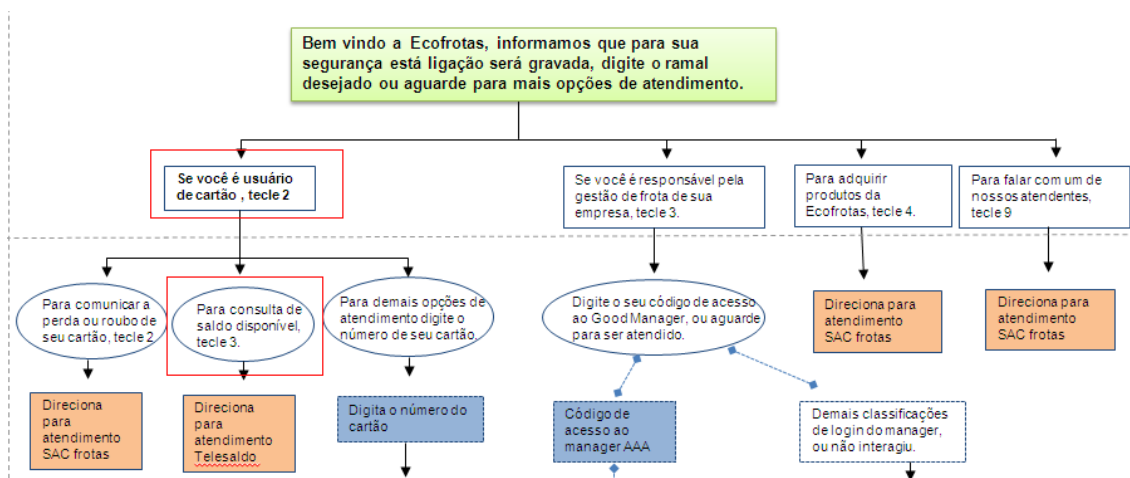 Bem vindo a Ecofrotas, informamos que para sua
segurança está ligação será gravada, digite o ramal
desejado ou aguarde para mais opções de atendimento.
Se você é usuário
de cartão , tecle 2
Se você é responsável pela
gestão de frota de sua
empresa, tecle 3.
Para adquirir
produtos da
Ecofrotas, tecle 4.
Para falar com um de
nossos atendentes,
tecle 9
Para comunicar a
perda ou roubo de
seu cartão, tecle 2
Para consulta de
saldo disponível,
tecle 3.
Para demais opções de
atendimento digite o
número de seu cartão.
Digite o seu código de acesso
ao Good Manager, ou aguarde
para ser atendido.
Direciona para
atendimento
SAC frotas
Direciona para
atendimento
SAC frotas
Direciona
para
atendimento
SAC frotas
Direciona
para
atendimento
Telesaldo
Digita o número do
cartão
Código de
acesso ao
manager AAA
Demais classificações
de login do manager,
ou não interagiu.